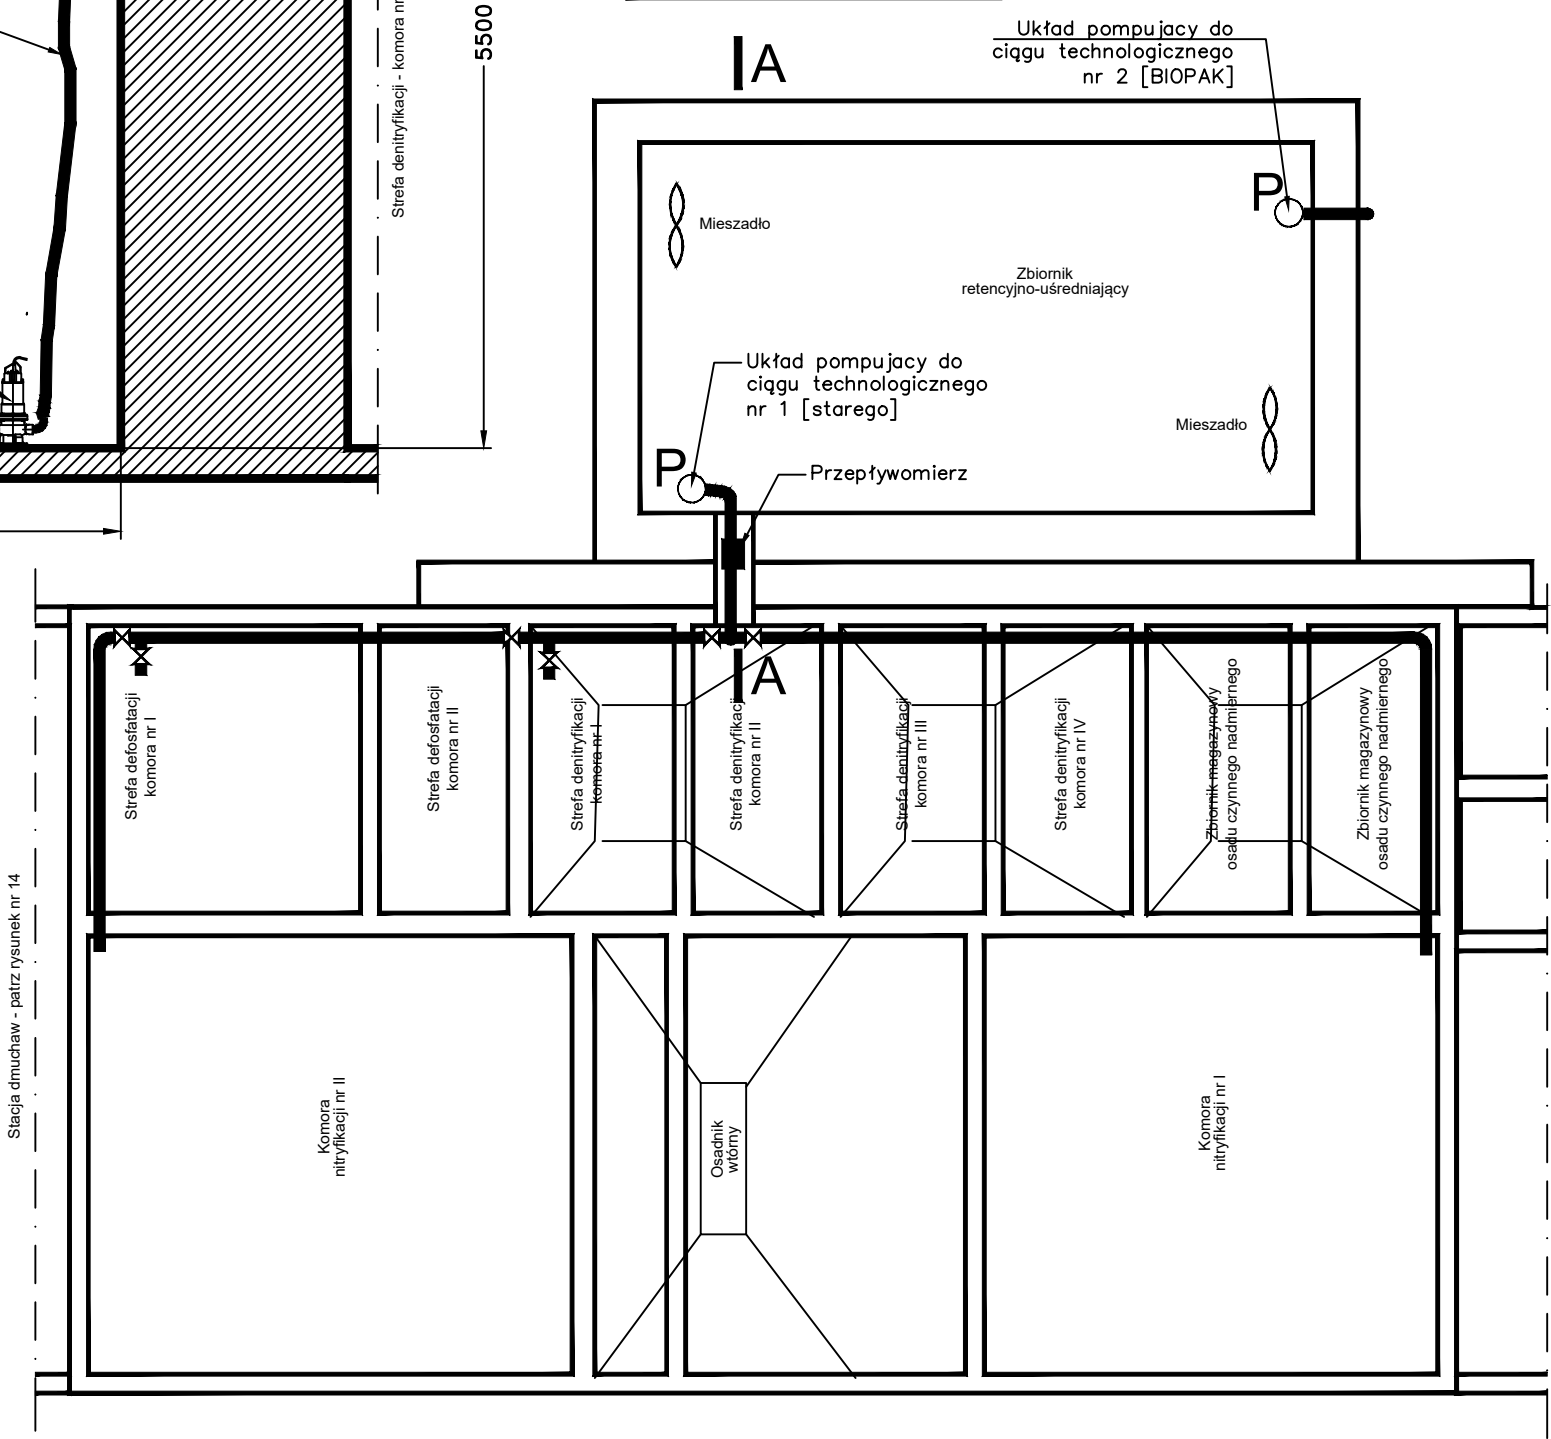 Strefa denitryfikacji - komora nr
5500
A
Układ pompujacy do
ciągu technologicznego
nr 2 [BIOPAK]
P
Mieszadło
Zbiornik
retencyjno-uśredniający
Układ pompujacy do
ciągu technologicznego
nr 1 [starego]
Mieszadło
P
Przepływomierz
A
Strefa defosfatacji
komora nr I
Strefa defosfatacji
komora nr II
Strefa denitryfikacji
komora nr I
Strefa denitryfikacji
komora nr II
Strefa denitryfikacji
komora nr III
Strefa denitryfikacji
komora nr IV
Zbiornik magazynowy
osadu czynnego nadmiernego
Zbiornik magazynowy
osadu czynnego nadmiernego
Stacja dmuchaw - patrz rysunek nr 14
Komora
nitryfikacji nr II
Osadnik
wtórny
Komora
nitryfikacji nr I